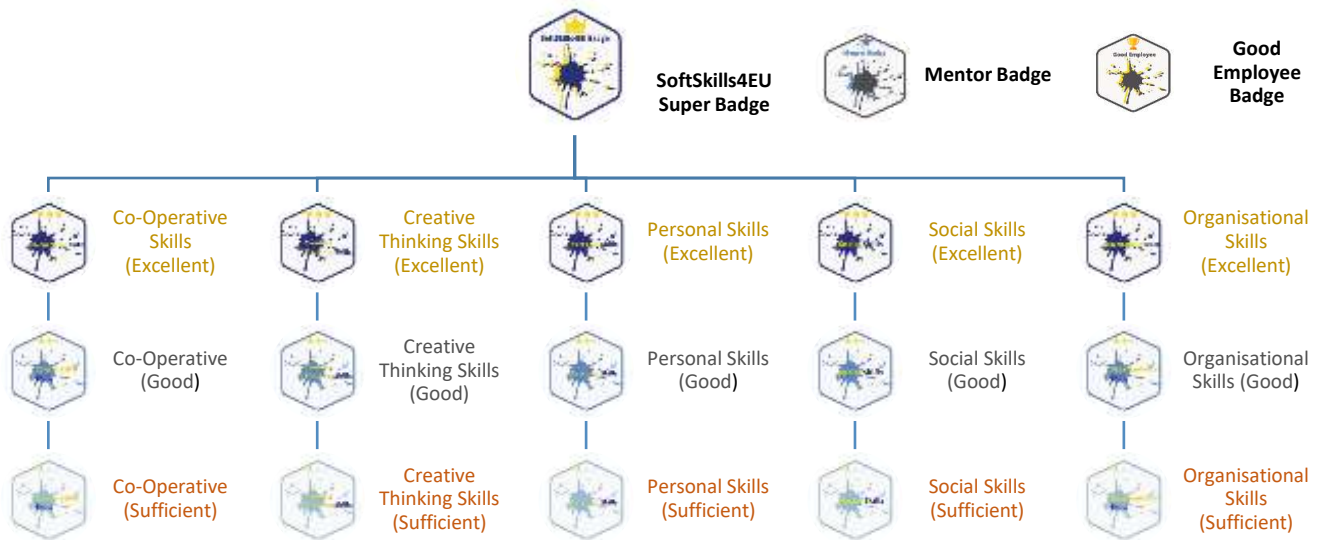 SoftSkills4EU
Super Badge
Mentor Badge
Good Employee
Good
Employee
Badge
Co-Operative
Skills
(Excellent)
Creative
Thinking Skills
(Excellent)
Personal Skills
(Excellent)
Social Skills
(Excellent)
Organisational
Skills
(Excellent)
Co-Operative
(Good)
Creative
Thinking Skills
(Good)
Personal Skills
(Good)
Social Skills
(Good)
Organisational
Skills (Good)
Co-Operative
(Sufficient)
Creative
Thinking Skills
(Sufficient)
Personal Skills
(Sufficient)
Social Skills
(Sufficient)
Organisational
Skills
(Sufficient)